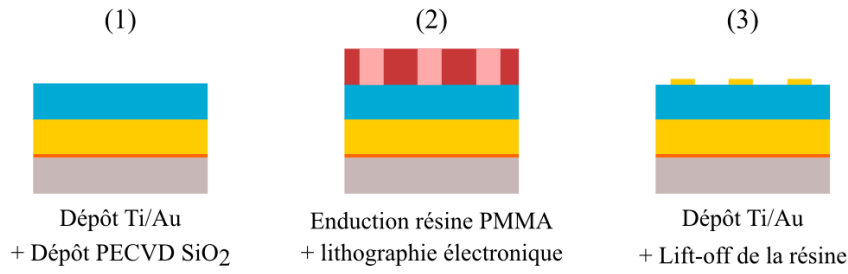 (1)
(2)
(3)
Dépôt Ti/Au
+ Dépôt PECVD SiO2
Enduction résine PMMA
+ lithographie électronique
Dépôt Ti/Au
+ Lift-off de la résine